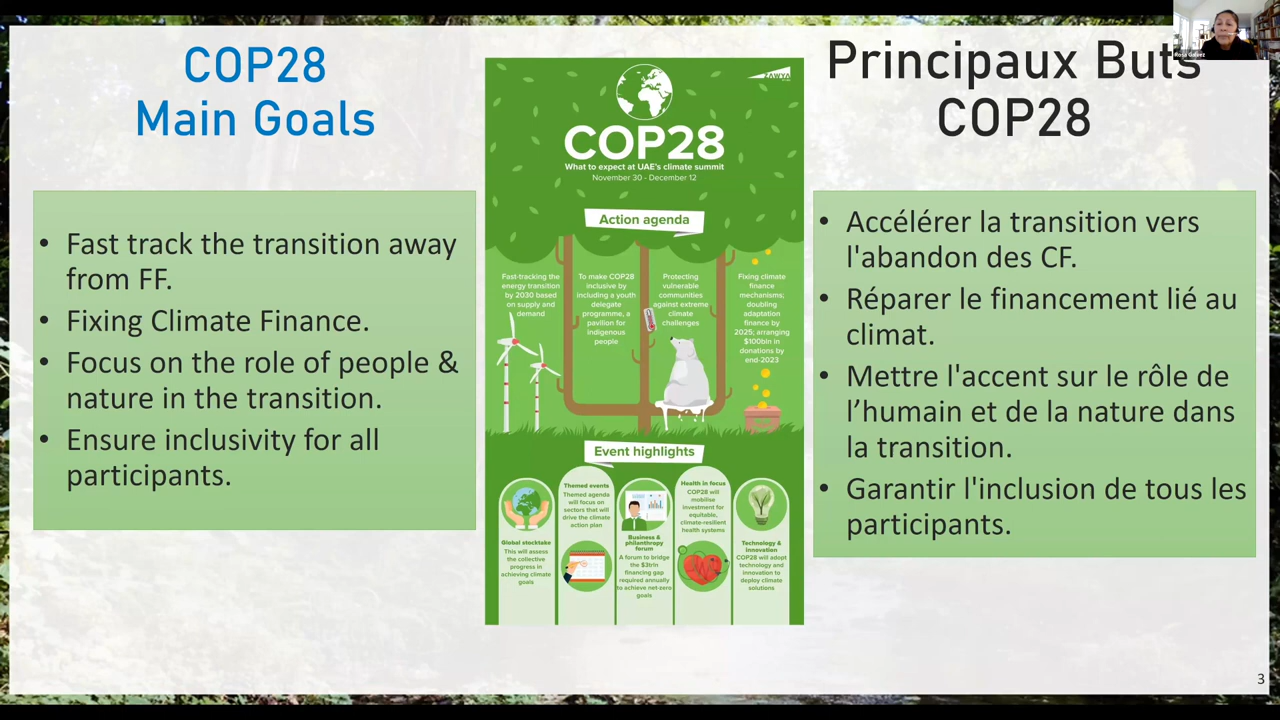 COP28
Main Goals
• Fast track the transition away
from FF.
• Fixing Climate Finance.
• Focus on the role of people &
nature in the transition.
• Ensure inclusivity for all
participants.
ZAWYA
COP28
What to expect at UAE's climate summit
November 30 - December 12
Action agenda
Fast-tracking the
energy transition
by 2030 based
on supply and
demand
To make COP28
inclusive by
including a youth
delegate
programme, a
pavilion for
indigenous
people
Protecting
vulnerable
communities
against extreme
climate
challenges
Fixing climate
finance
mechanisms;
doubling
adaptation
finance by
2025; arranging
$100bln in
donations by
end-2023
Event highlights
Global stocktake
This will assess
the collective
progress in
achieving climate
goals
Themed events
Themed agenda
will focus on
sectors that will
drive the climate
action plan
Business &
philanthropy
forum
A forum to bridge
the $3trln
financing gap
required annually
to achieve net-zero
goals
Health in focus
COP28 will
mobilise
investment for
equitable,
climate-resilient
health systems
Technology &
innovation
COP28 will adopt
technology and
innovation to
deploy climate
solutions
Principaux Buts
COP28
• Accélérer la transition vers
l'abandon des CF.
• Réparer le financement lié au
climat.
• Mettre l'accent sur le rôle de
l’humain et de la nature dans
la transition.
• Garantir l'inclusion de tous les
participants.
Rosa Galvez
3